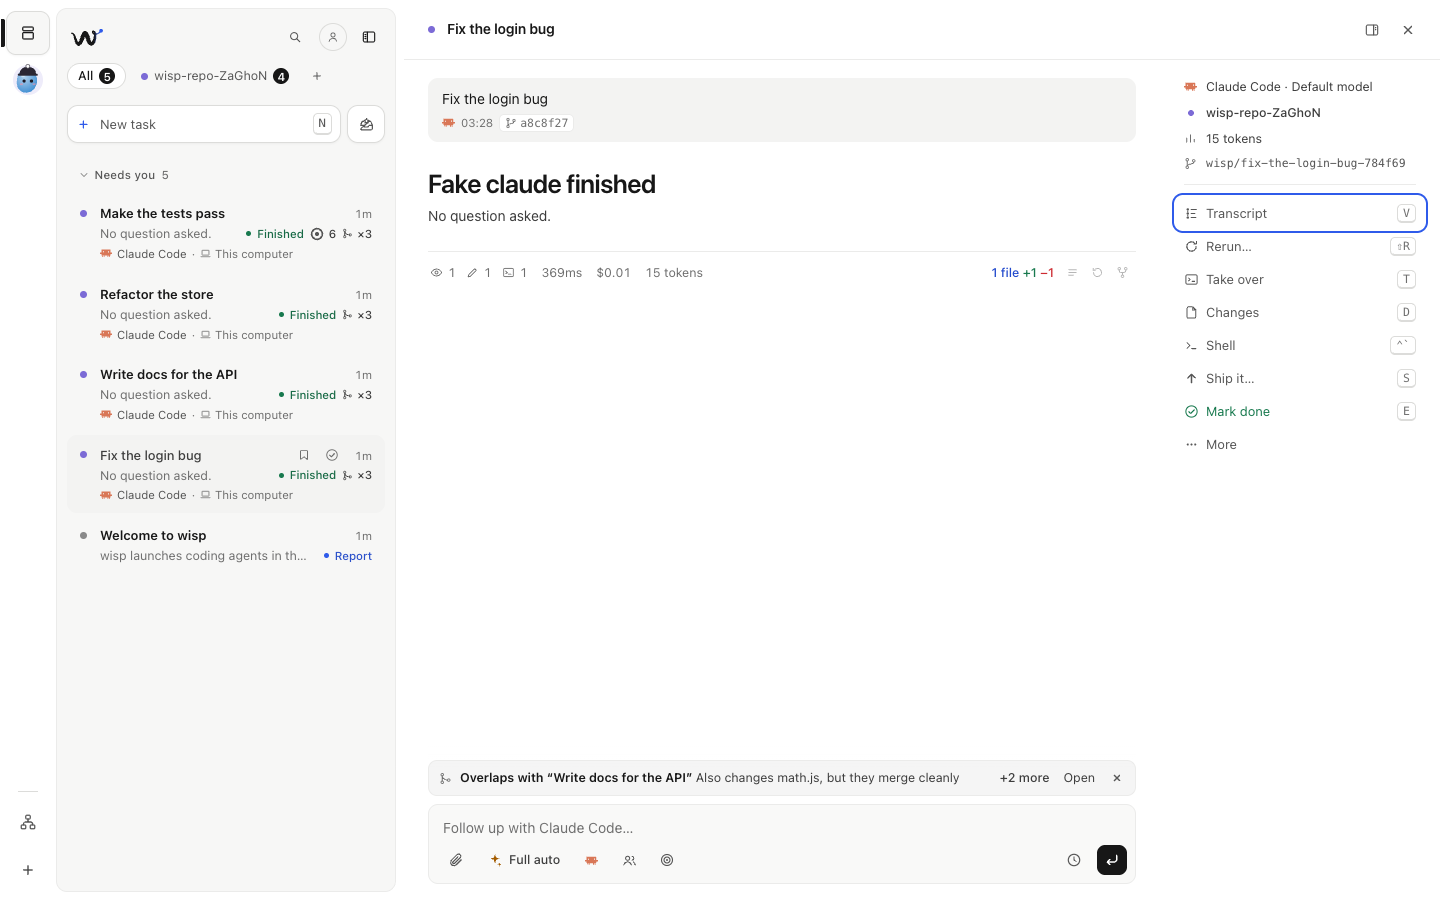 Fix the login bug
All 5
wisp-repo-ZaGhoN 4
New task N
Needs you 5
Make the tests pass 1m
No question asked. Finished 6 ×3
Claude Code · This computer
Refactor the store 1m
No question asked. Finished ×3
Claude Code · This computer
Write docs for the API 1m
No question asked. Finished ×3
Claude Code · This computer
Fix the login bug 1m
No question asked. Finished ×3
Claude Code · This computer
Welcome to wisp 1m
wisp launches coding agents in th... Report
Fix the login bug
03:28 a8c8f27
Fake claude finished
No question asked.
1 1 1 369ms $0.01 15 tokens 1 file +1 −1
Overlaps with “Write docs for the API” Also changes math.js, but they merge cleanly +2 more Open
Follow up with Claude Code...
Full auto
Claude Code · Default model
wisp-repo-ZaGhoN
15 tokens
wisp/fix-the-login-bug-784f69
Transcript V
Rerun... ⇧R
Take over T
Changes D
Shell ^`
Ship it... S
Mark done E
More